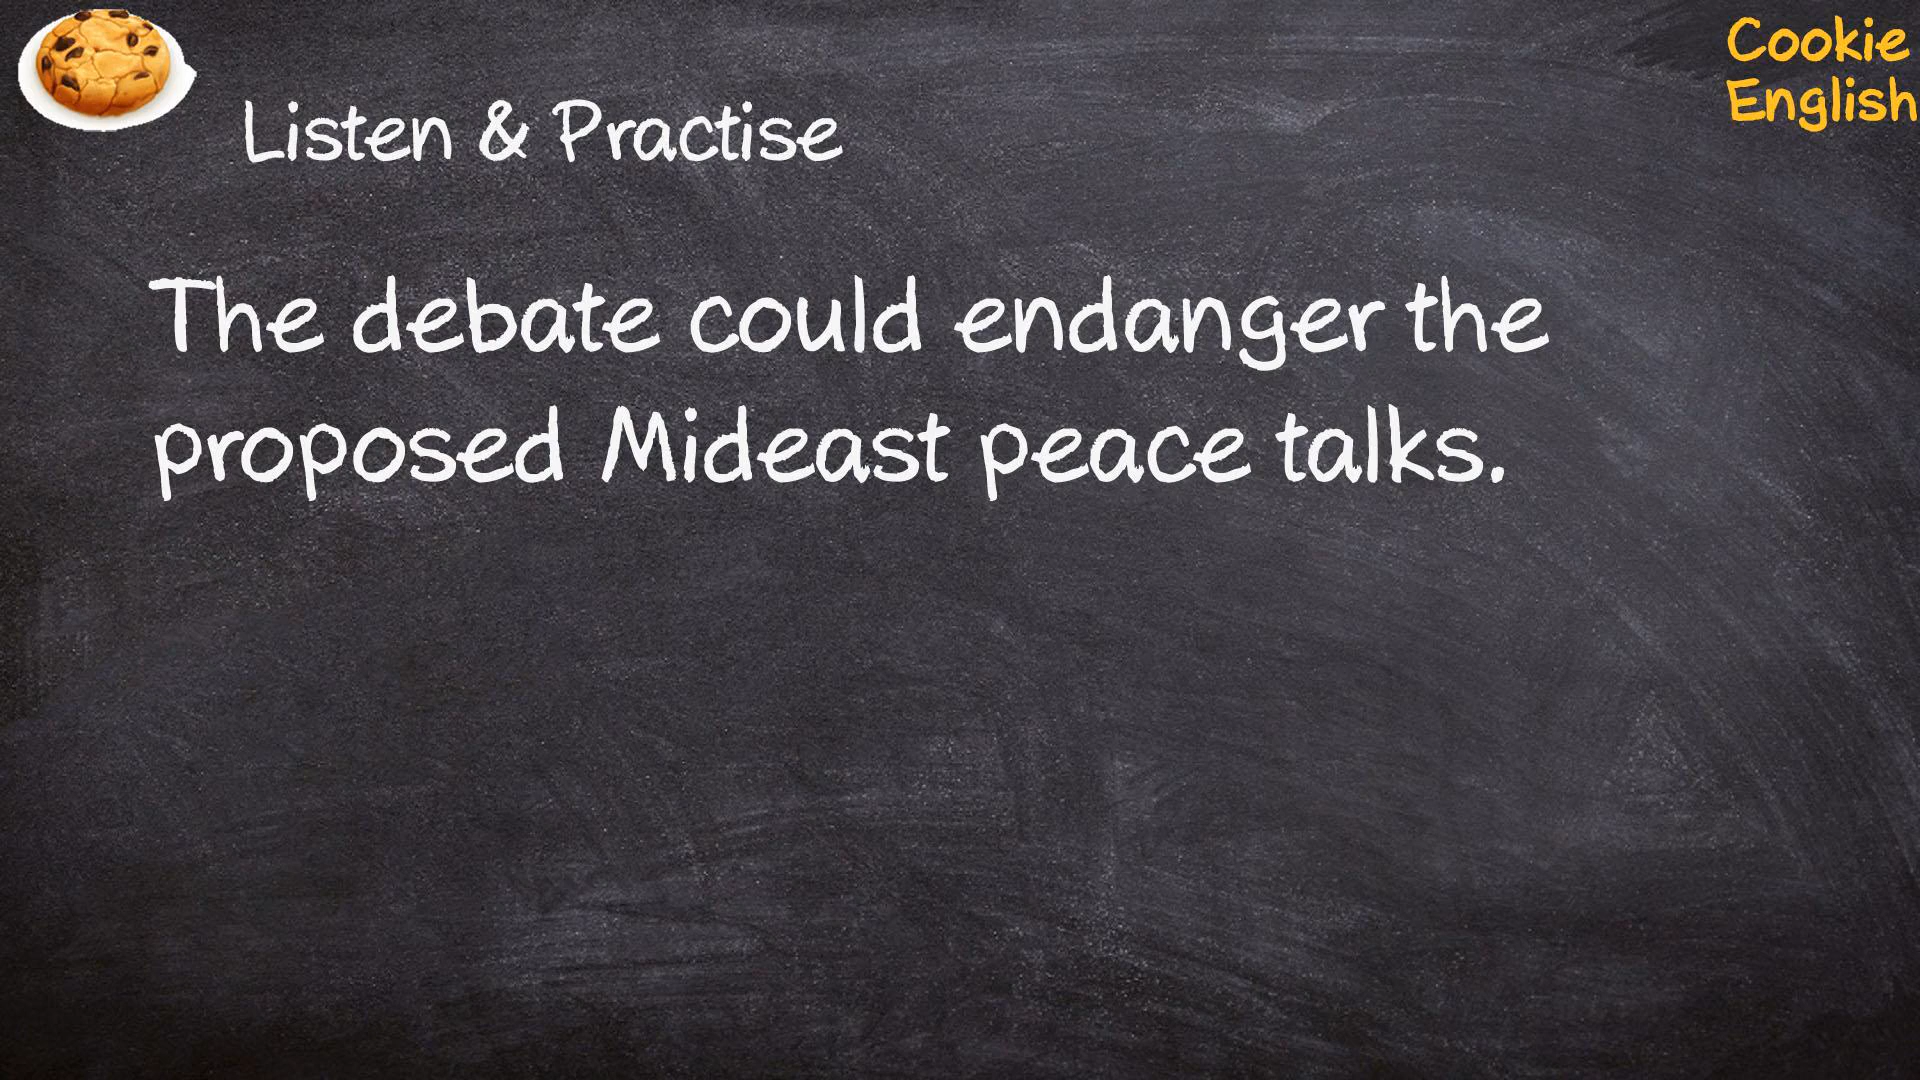 Cookie
English
Listen & Practise
The debate could endanger the
proposed Mideast peace talks.